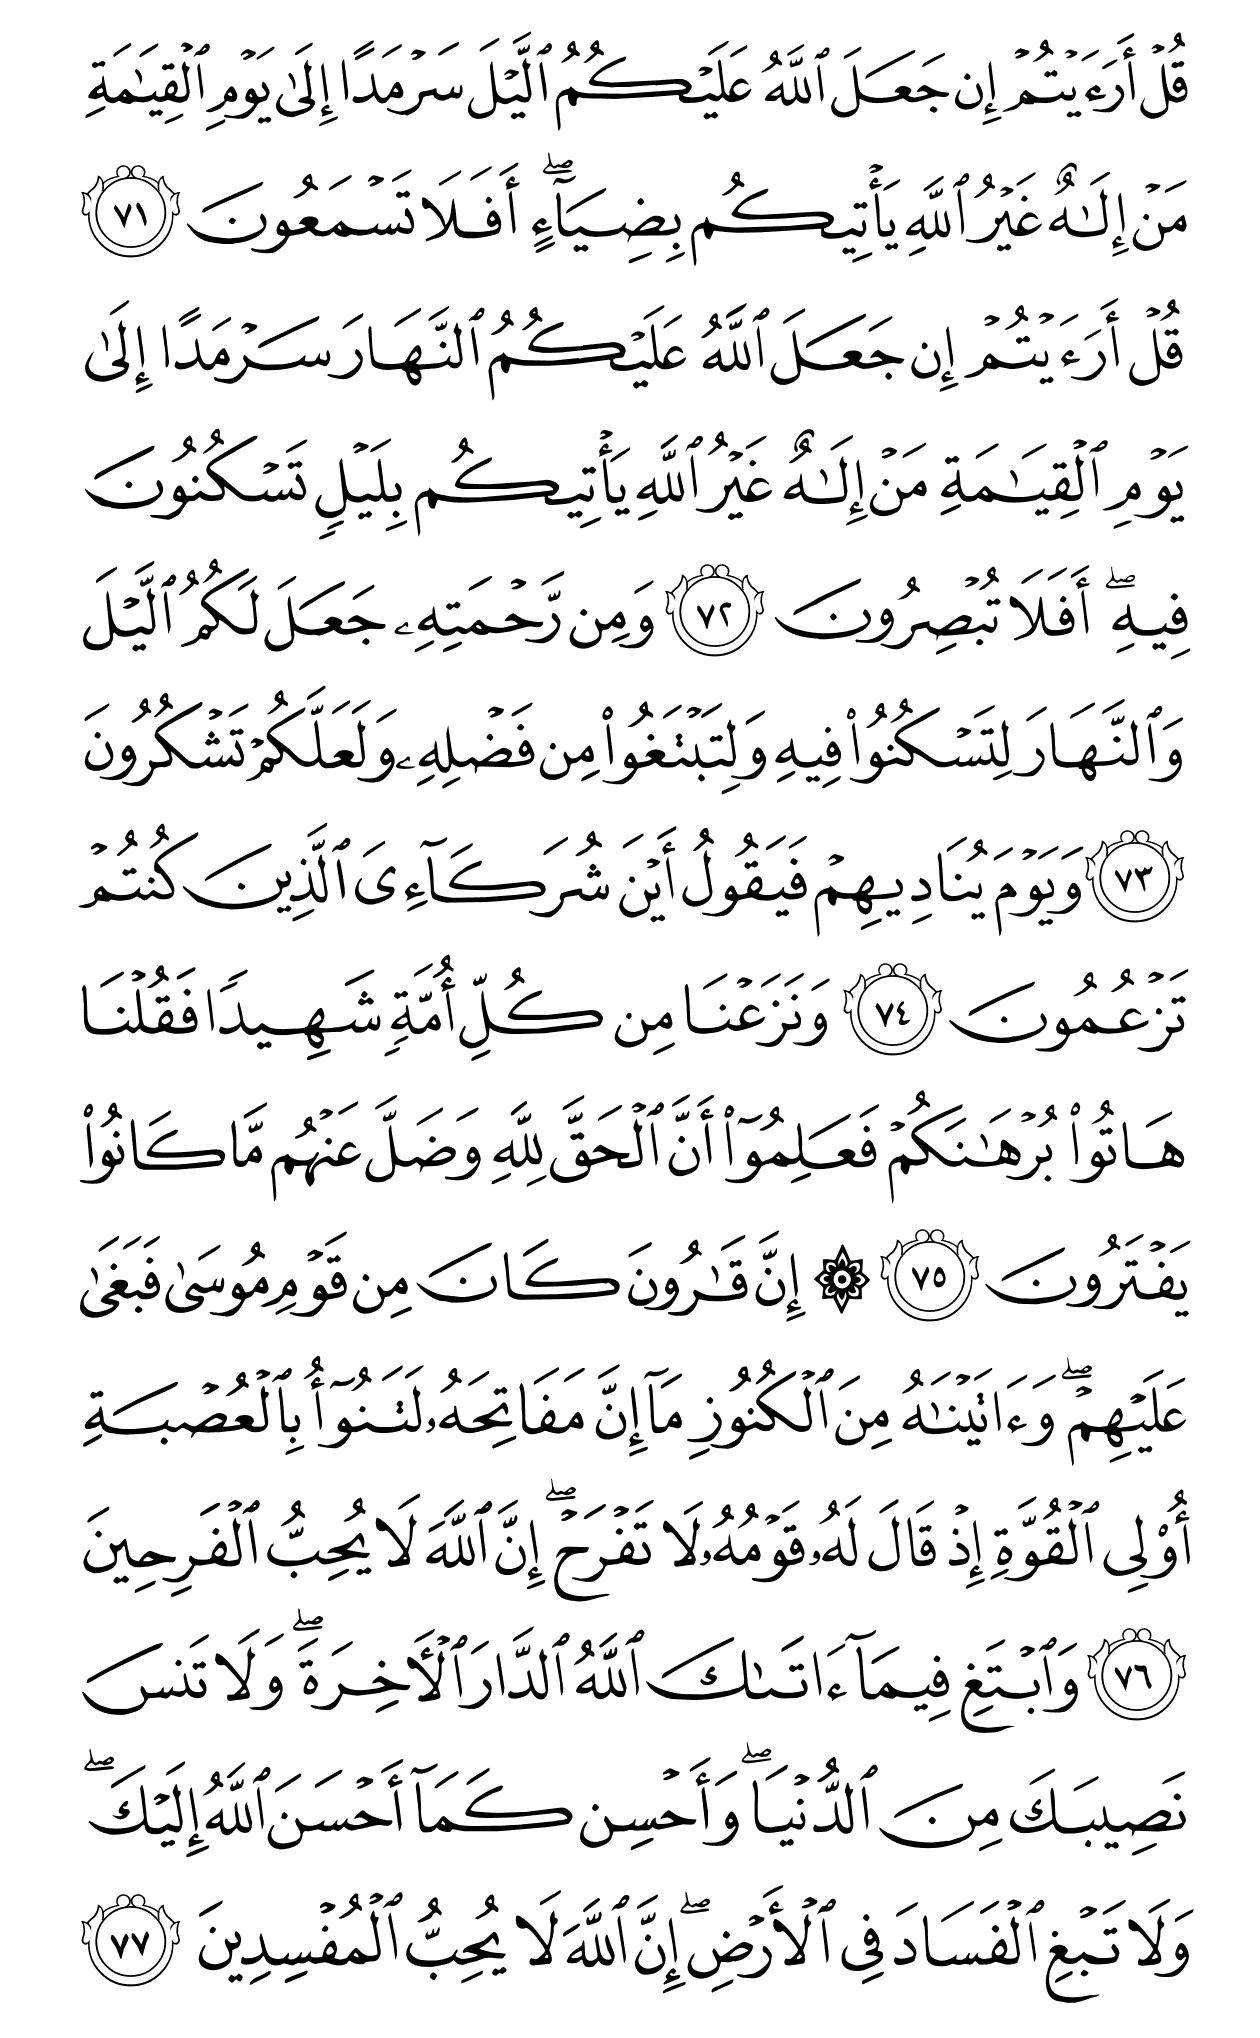 قُلْ أَرَءَيْتُمْ إِن جَعَلَ ٱللَّهُ عَلَيْكُمُ ٱلَّيْلَ سَرْمَدًا إِلَىٰ يَوْمِ ٱلْقِيَٰمَةِ
مَنْ إِلَٰهٌ غَيْرُ ٱللَّهِ يَأْتِيكُم بِضِيَآءٍ ۖ أَفَلَا تَسْمَعُونَ ٧١
قُلْ أَرَءَيْتُمْ إِن جَعَلَ ٱللَّهُ عَلَيْكُمُ ٱلنَّهَارَ سَرْمَدًا إِلَىٰ
يَوْمِ ٱلْقِيَٰمَةِ مَنْ إِلَٰهٌ غَيْرُ ٱللَّهِ يَأْتِيكُم بِلَيْلٍ تَسْكُنُونَ
فِيهِ ۖ أَفَلَا تُبْصِرُونَ ٧٢ وَمِن رَّحْمَتِهِۦ جَعَلَ لَكُمُ ٱلَّيْلَ
وَٱلنَّهَارَ لِتَسْكُنُوا۟ فِيهِ وَلِتَبْتَغُوا۟ مِن فَضْلِهِۦ وَلَعَلَّكُمْ تَشْكُرُونَ
٧٣ وَيَوْمَ يُنَادِيهِمْ فَيَقُولُ أَيْنَ شُرَكَآءِىَ ٱلَّذِينَ كُنتُمْ
تَزْعُمُونَ ٧٤ وَنَزَعْنَا مِن كُلِّ أُمَّةٍ شَهِيدًا فَقُلْنَا
هَاتُوا۟ بُرْهَٰنَكُمْ فَعَلِمُوٓا۟ أَنَّ ٱلْحَقَّ لِلَّهِ وَضَلَّ عَنْهُم مَّا كَانُوا۟
يَفْتَرُونَ ٧٥ ۞ إِنَّ قَٰرُونَ كَانَ مِن قَوْمِ مُوسَىٰ فَبَغَىٰ
عَلَيْهِمْ ۖ وَءَاتَيْنَٰهُ مِنَ ٱلْكُنُوزِ مَآ إِنَّ مَفَاتِحَهُۥ لَتَنُوٓأُ بِٱلْعُصْبَةِ
أُو۟لِى ٱلْقُوَّةِ إِذْ قَالَ لَهُۥ قَوْمُهُۥ لَا تَفْرَحْ ۖ إِنَّ ٱللَّهَ لَا يُحِبُّ ٱلْفَرِحِينَ
٧٦ وَٱبْتَغِ فِيمَآ ءَاتَىٰكَ ٱللَّهُ ٱلدَّارَ ٱلْءَاخِرَةَ ۖ وَلَا تَنسَ
نَصِيبَكَ مِنَ ٱلدُّنْيَا ۖ وَأَحْسِن كَمَآ أَحْسَنَ ٱللَّهُ إِلَيْكَ ۖ
وَلَا تَبْغِ ٱلْفَسَادَ فِى ٱلْأَرْضِ ۖ إِنَّ ٱللَّهَ لَا يُحِبُّ ٱلْمُفْسِدِينَ ٧٧